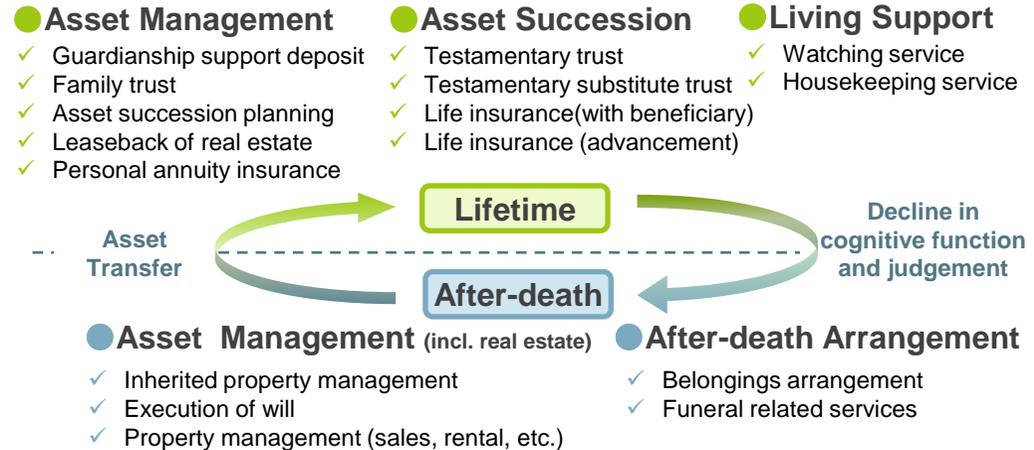 Asset Management
Guardianship support deposit
Family trust
Asset succession planning
Leaseback of real estate
Personal annuity insurance
Asset Succession
Testamentary trust
Testamentary substitute trust
Life insurance(with beneficiary)
Life insurance (advancement)
Living Support
Watching service
Housekeeping service
Lifetime
Asset
Transfer
Decline in
cognitive function
and judgement
After-death
Asset Management (incl. real estate)
Inherited property management
Execution of will
Property management (sales, rental, etc.)
After-death Arrangement
Belongings arrangement
Funeral related services